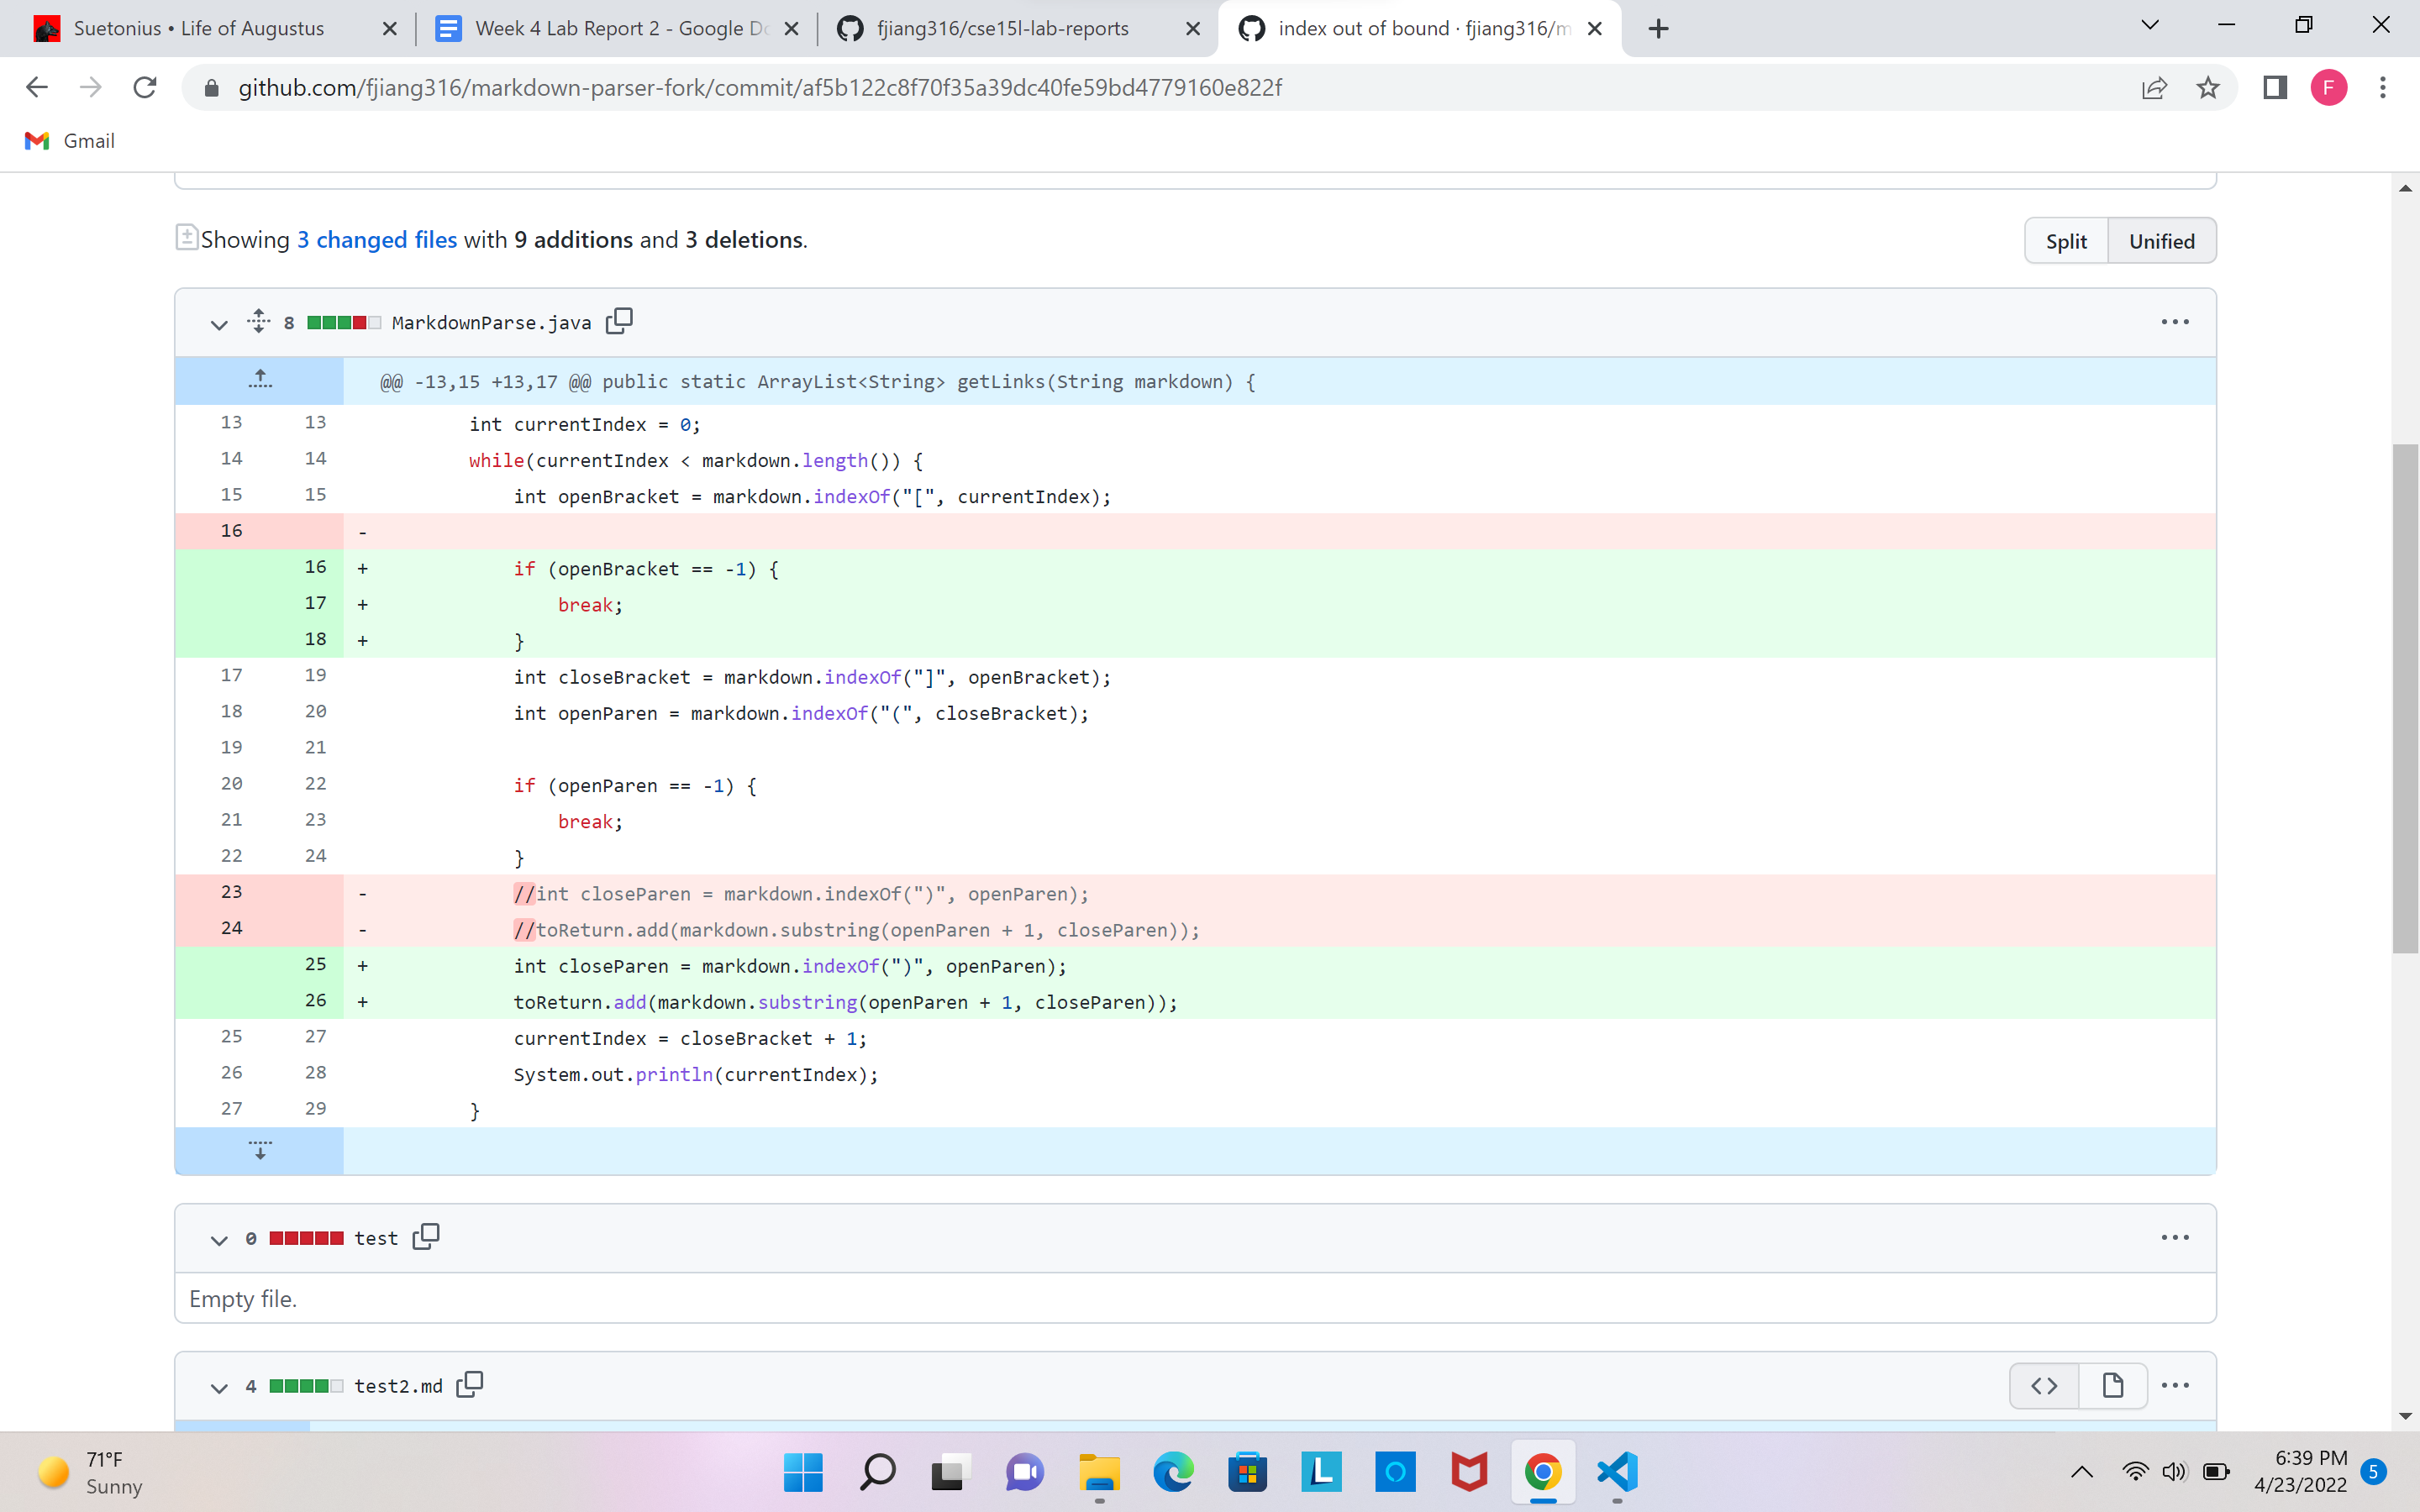 Suetonius • Life of Augustus
Week 4 Lab Report 2 - Google Do
fjiang316/cse15l-lab-reports
index out of bound · fjiang316/m
github.com/fjiang316/markdown-parser-fork/commit/af5b122c8f70f35a39dc40fe59bd4779160e822f
F
Gmail
Showing 3 changed files with 9 additions and 3 deletions.
Split Unified
8 MarkdownParse.java
@@ -13,15 +13,17 @@ public static ArrayList<String> getLinks(String markdown) {
13 13 int currentIndex = 0;
14 14 while(currentIndex < markdown.length()) {
15 15 int openBracket = markdown.indexOf("[", currentIndex);
16 -
16 + if (openBracket == -1) {
17 + break;
18 + }
17 19 int closeBracket = markdown.indexOf("]", openBracket);
18 20 int openParen = markdown.indexOf("(", closeBracket);
19 21
20 22 if (openParen == -1) {
21 23 break;
22 24 }
23 - //int closeParen = markdown.indexOf(")", openParen);
24 - //toReturn.add(markdown.substring(openParen + 1, closeParen));
25 + int closeParen = markdown.indexOf(")", openParen);
26 + toReturn.add(markdown.substring(openParen + 1, closeParen));
25 27 currentIndex = closeBracket + 1;
26 28 System.out.println(currentIndex);
27 29 }
0 test
Empty file.
4 test2.md
71°F
Sunny
L
6:39 PM
4/23/2022
5